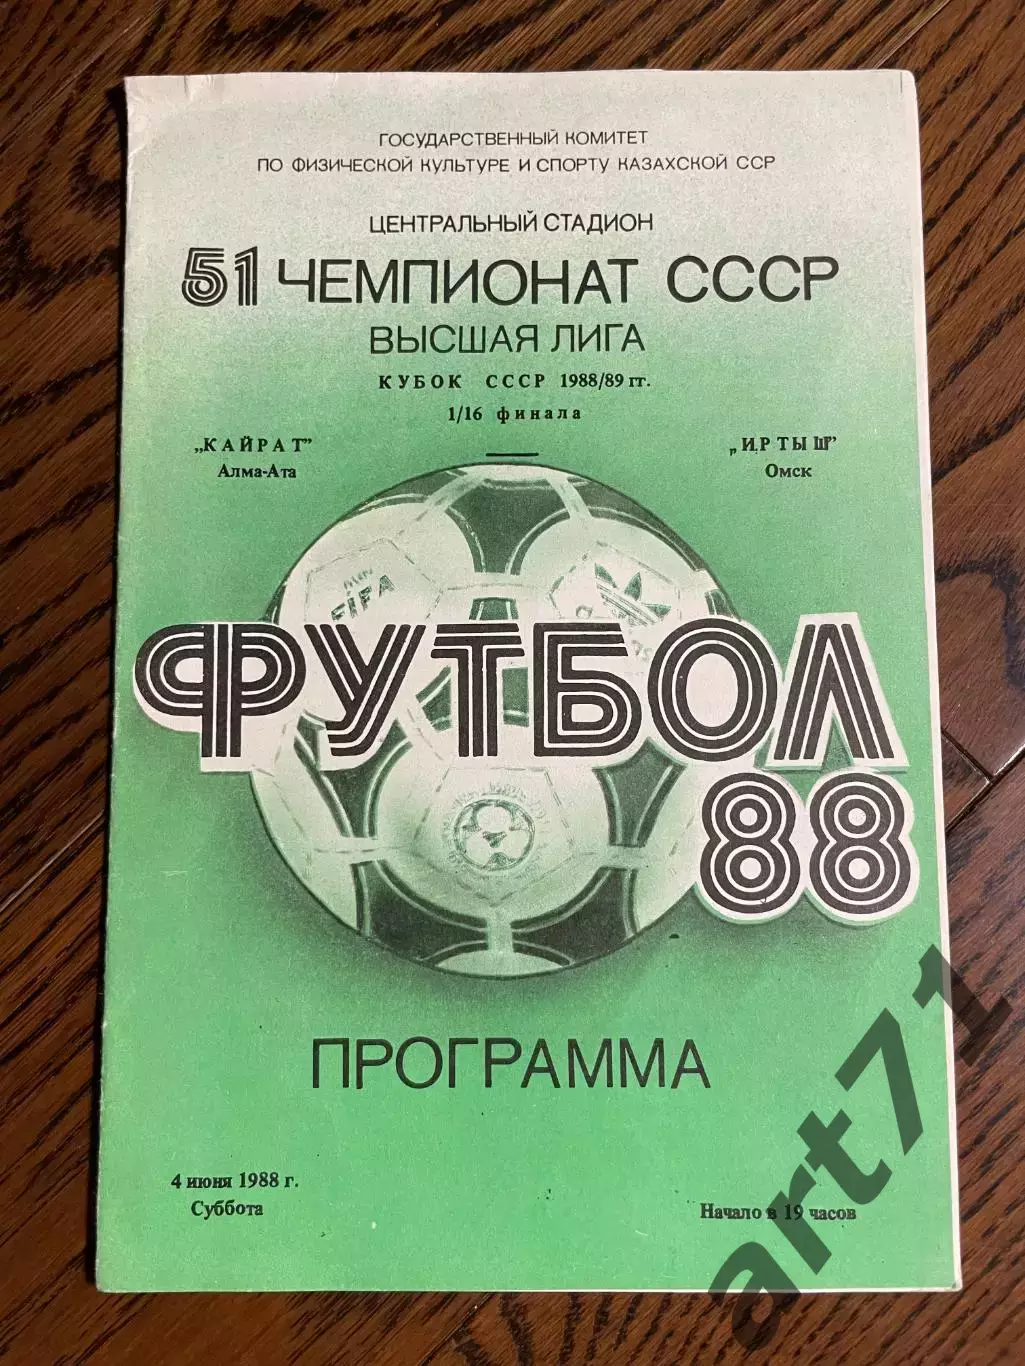 ГОСУДАРСТВЕННЫЙ КОМИТЕТ
ПО ФИЗИЧЕСКОЙ КУЛЬТУРЕ И СПОРТУ КАЗАХСКОЙ ССР
ЦЕНТРАЛЬНЫЙ СТАДИОН
51 ЧЕМПИОНАТ СССР
ВЫСШАЯ ЛИГА
КУБОК СССР 1988/89 гг.
1/16 финала
„КАЙРАТ” — „ИРТЫШ”
Алма-Ата Омск
FIFA
ФУТБОЛ
88
ПРОГРАММА
4 июня 1988 г.
Суббота
Начало в 19 часов
art71